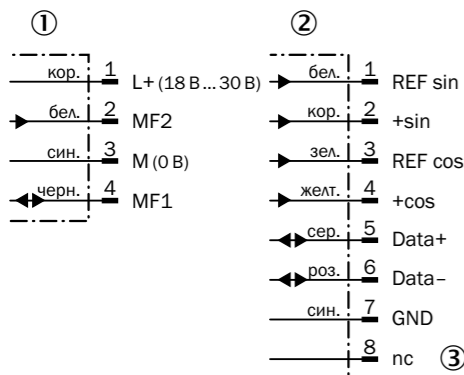 ①
кор. 1 L+ (18 В ... 30 В)
бел. 2 MF2
син. 3 M (0 В)
черн. 4 MF1
②
бел. 1 REF sin
кор. 2 +sin
зел. 3 REF cos
желт. 4 +cos
сер. 5 Data+
роз. 6 Data–
син. 7 GND
8 nc ③